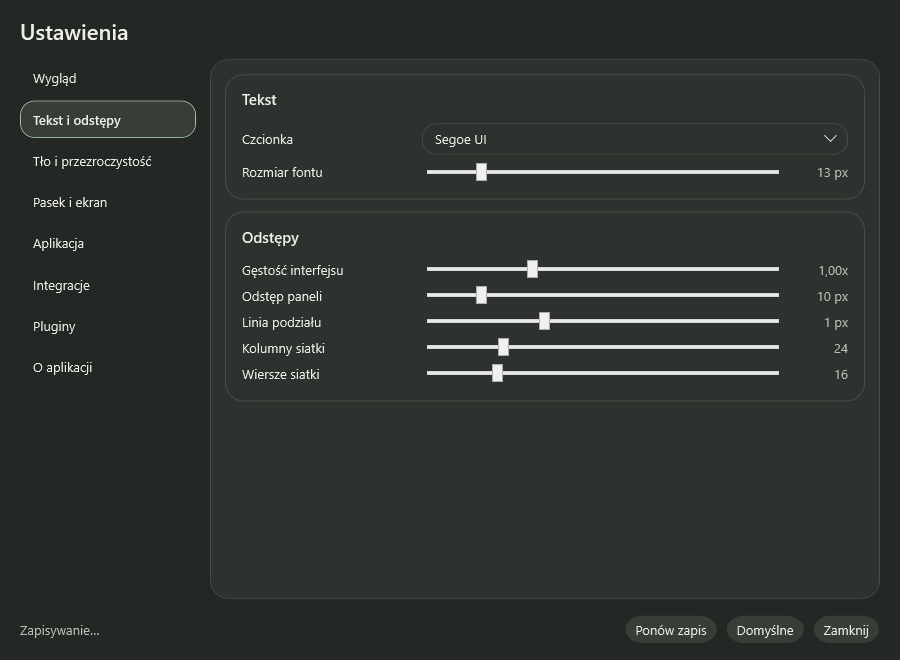 Ustawienia
Wygląd
Tekst i odstępy
Tło i przezroczystość
Pasek i ekran
Aplikacja
Integracje
Pluginy
O aplikacji
Tekst
Czcionka Segoe UI
Rozmiar fontu 13 px
Odstępy
Gęstość interfejsu 1,00x
Odstęp paneli 10 px
Linia podziału 1 px
Kolumny siatki 24
Wiersze siatki 16
Zapisywanie... Ponów zapis Domyślne Zamknij